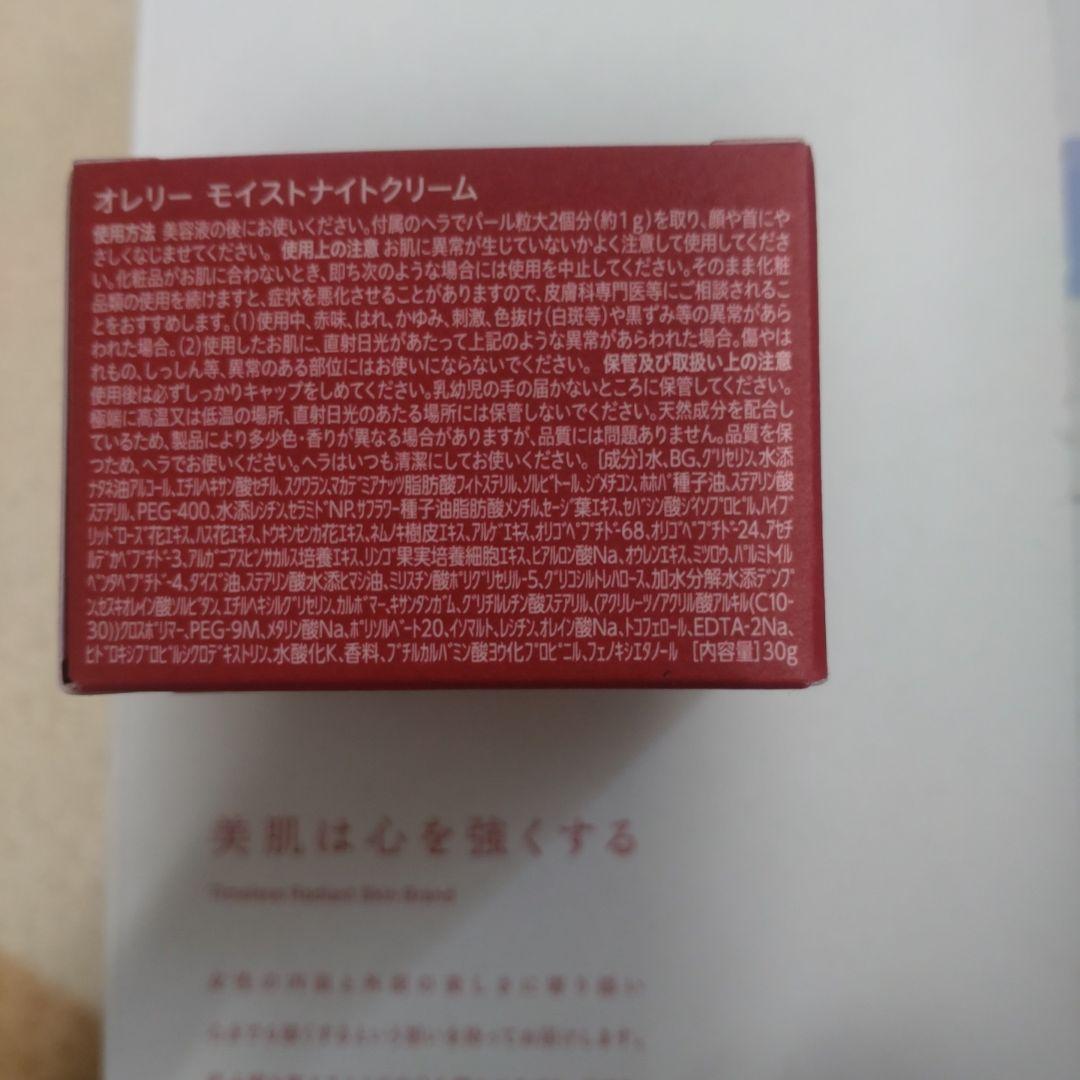 オレリー モイストナイトクリーム
使用方法 美容液の後にお使いください。付属のヘラでパール粒大2個分(約1g)を取り、顔や首にや
さしくなじませてください。 使用上の注意 お肌に異常が生じていないかよく注意して使用してくださ
い。化粧品がお肌に合わないとき、即ち次のような場合には使用を中止してください。そのまま化粧
品類の使用を続けますと、症状を悪化させることがありますので、皮膚科専門医等にご相談されるこ
とをおすすめします。(1)使用中、赤味、はれ、かゆみ、刺激、色抜け(白斑等)や黒ずみ等の異常があら
われた場合。(2)使用したお肌に、直射日光があたって上記のような異常があらわれた場合。傷やは
れもの、しっしん等、異常のある部位にはお使いにならないでください。 保管及び取扱い上の注意
使用後は必ずしっかりキャップをしめてください。乳幼児の手の届かないところに保管してください。
極端に高温又は低温の場所、直射日光のあたる場所には保管しないでください。天然成分を配合し
ているため、製品により多少色・香りが異なる場合がありますが、品質には問題ありません。品質を保
つため、ヘラでお使いください。ヘラはいつも清潔にしてお使いください。[成分]水、BG、グリセリン、水添
ナタネ油アルコール、エチルヘキサン酸セチル、スクワラン、マカデミアナッツ脂肪酸フィトステリル、ソルビトール、ジメチコン、ホホバ種子油、ステアリン酸
ステアリル、PEG-400、水添レシチン、セラミドNP、サフラワー種子油脂肪酸メンチル、セージ葉エキス、セバシン酸ジイソプロピル、ハイブ
リッドローズ花エキス、ハス花エキス、トウキンセンカ花エキス、ネムノキ樹皮エキス、アルゲエキス、オリゴペプチド-68、オリゴペプチド-24、アセチ
ルデカペプチド-3、アルガニアスピノサカルス培養エキス、リンゴ果実培養細胞エキス、ヒアルロン酸Na、オウレンエキス、ミツロウ、パルミトイル
ペンタペプチド-4、ダイズ油、ステアリン酸水添ヒマシ油、ミリスチン酸ポリグリセリル-5、グリコシルトレハロース、加水分解水添デンプ
ン、セスキオレイン酸ソルビタン、エチルヘキシルグリセリン、カルボマー、キサンタンガム、グリチルレチン酸ステアリル、(アクリレーツ/アクリル酸アルキル(C10-
30))クロスポリマー、PEG-9M、メタリン酸Na、ポリソルベート20、イソマルト、レシチン、オレイン酸Na、トコフェロール、EDTA-2Na、
ヒドロキシプロピルシクロデキストリン、水酸化K、香料、ブチルカルバミン酸ヨウ化プロピニル、フェノキシエタノール [内容量]30g
美肌は心を強くする
Timeless Radiant Skin Brand